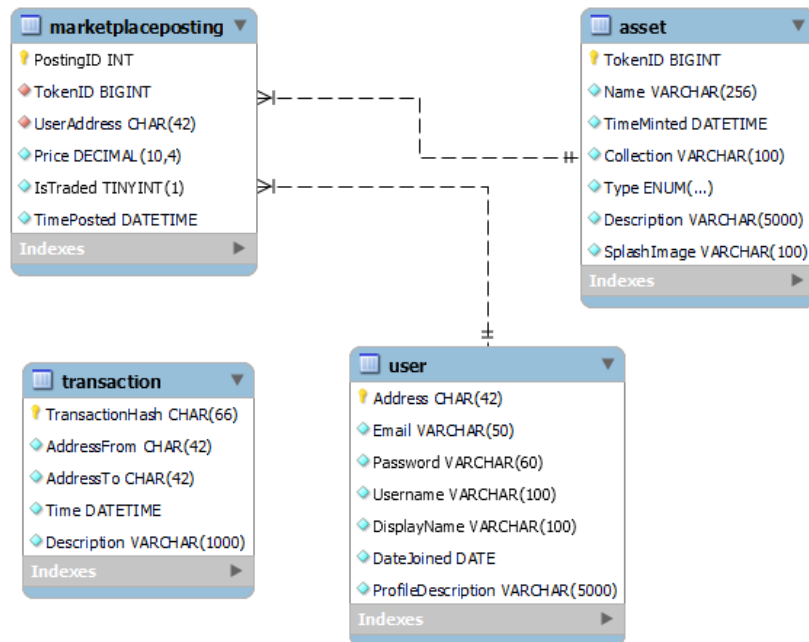 marketplaceposting
PostingID INT
TokenID BIGINT
UserAddress CHAR(42)
Price DECIMAL(10,4)
IsTraded TINYINT(1)
TimePosted DATETIME
Indexes
asset
TokenID BIGINT
Name VARCHAR(256)
TimeMinted DATETIME
Collection VARCHAR(100)
Type ENUM(...)
Description VARCHAR(5000)
SplashImage VARCHAR(100)
Indexes
transaction
TransactionHash CHAR(66)
AddressFrom CHAR(42)
AddressTo CHAR(42)
Time DATETIME
Description VARCHAR(1000)
Indexes
user
Address CHAR(42)
Email VARCHAR(50)
Password VARCHAR(60)
Username VARCHAR(100)
DisplayName VARCHAR(100)
DateJoined DATE
ProfileDescription VARCHAR(5000)
Indexes